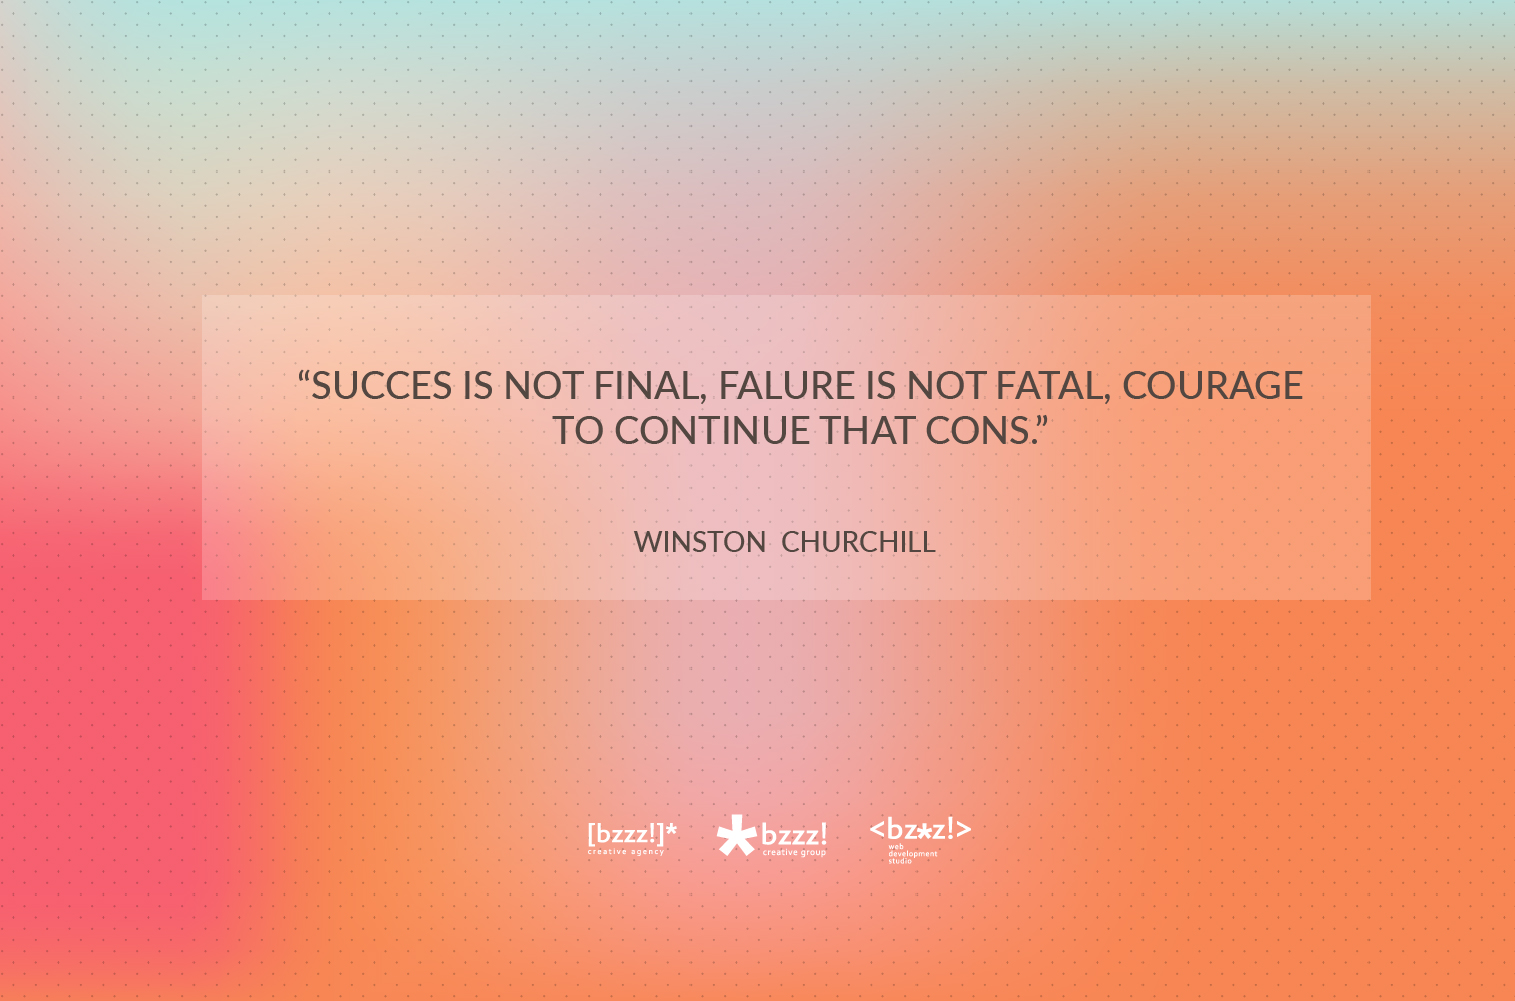 “SUCCES IS NOT FINAL, FALURE IS NOT FATAL, COURAGE
TO CONTINUE THAT CONS.”
WINSTON CHURCHILL
[bzzz!]*
creative agency
*bzzz!
creative group
<bz*z!>
web
development
studio